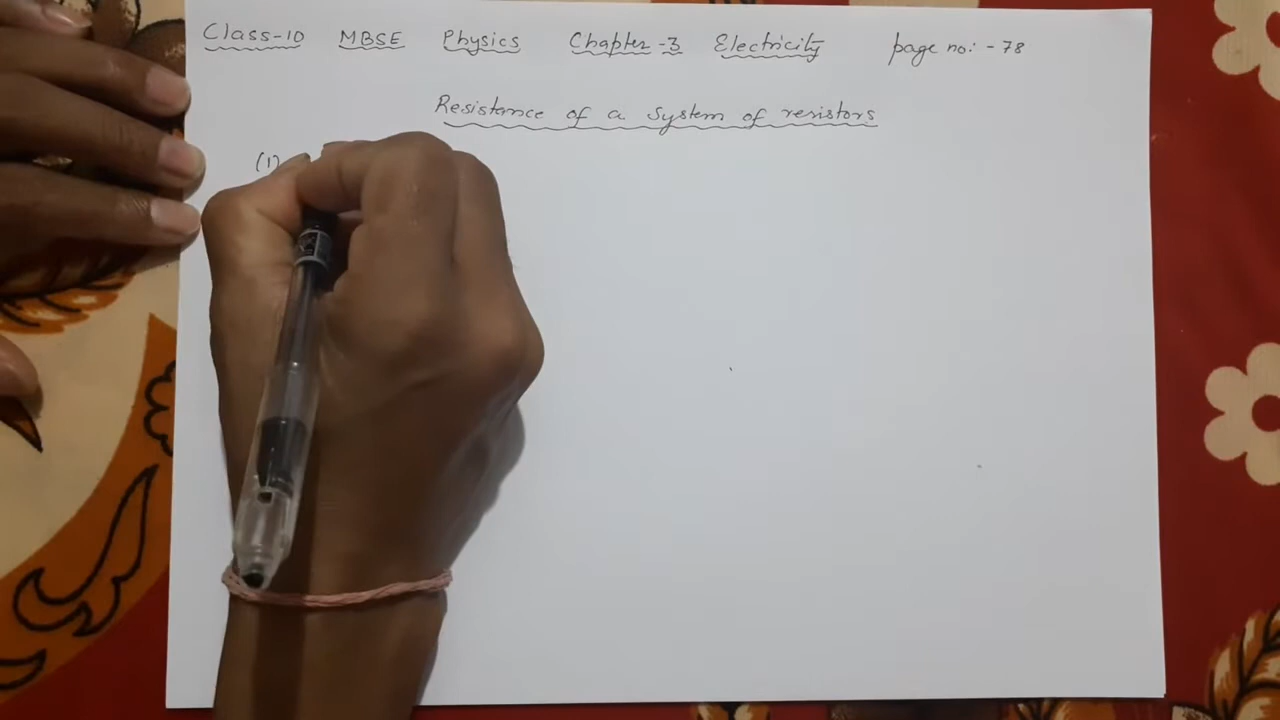 Class-10 MBSE Physics Chapter-3 Electricity page no:-78
Resistance of a system of resistors
(1)